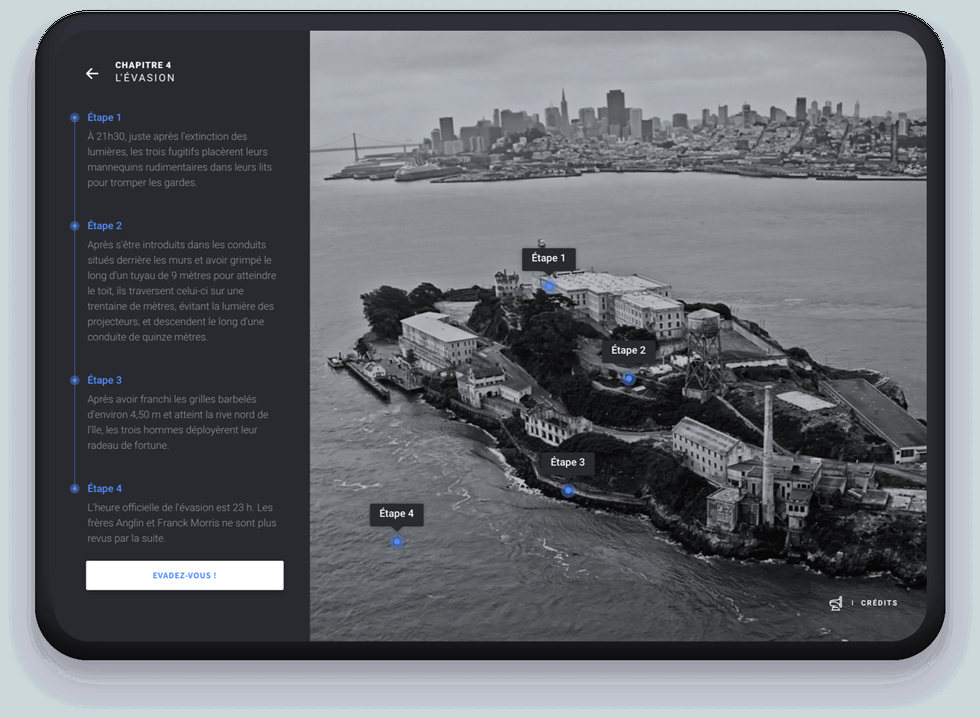 CHAPITRE 4
L'ÉVASION
Étape 1
À 21h30, juste après l'extinction des
lumières, les trois fugitifs placèrent leurs
mannequins rudimentaires dans leurs lits
pour tromper les gardes.
Étape 2
Après s'être introduits dans les conduits
situés derrière les murs et avoir grimpé le
long d'un tuyau de 9 mètres pour atteindre
le toit, ils traversent celui-ci sur une
trentaine de mètres, évitant la lumière des
projecteurs, et descendent le long d'une
conduite de quinze mètres.
Étape 3
Après avoir franchi les grilles barbelés
d'environ 4,50 m et atteint la rive nord de
l'île, les trois hommes déployèrent leur
radeau de fortune.
Étape 4
L'heure officielle de l'évasion est 23 h. Les
frères Anglin et Franck Morris ne sont plus
revus par la suite.
EVADEZ-VOUS !
Étape 1
Étape 2
Étape 3
Étape 4
| CRÉDITS